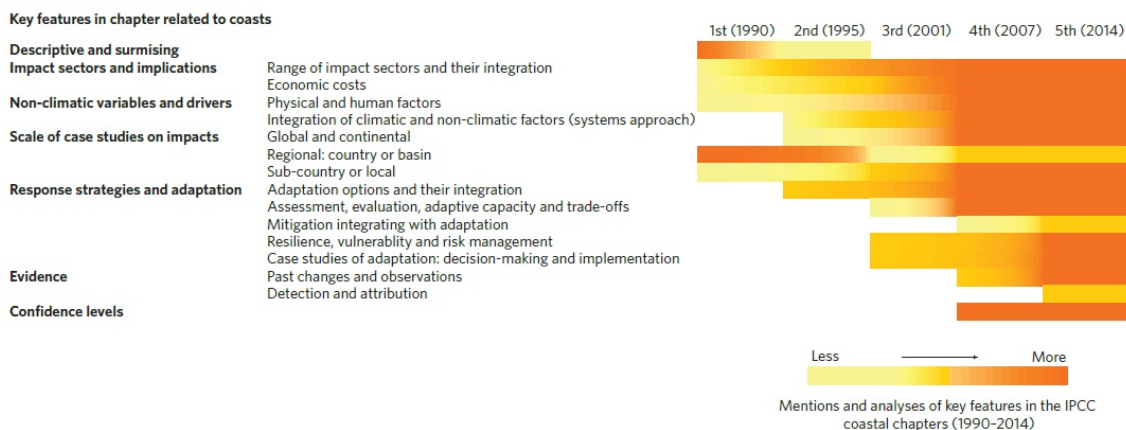 Key features in chapter related to coasts
1st (1990) 2nd (1995) 3rd (2001) 4th (2007) 5th (2014)
Descriptive and surmising
Impact sectors and implications Range of impact sectors and their integration
Economic costs
Non-climatic variables and drivers Physical and human factors
Integration of climatic and non-climatic factors (systems approach)
Scale of case studies on impacts Global and continental
Regional: country or basin
Sub-country or local
Response strategies and adaptation Adaptation options and their integration
Assessment, evaluation, adaptive capacity and trade-offs
Mitigation integrating with adaptation
Resilience, vulnerablity and risk management
Case studies of adaptation: decision-making and implementation
Evidence Past changes and observations
Detection and attribution
Confidence levels
Less More
Mentions and analyses of key features in the IPCC
coastal chapters (1990–2014)